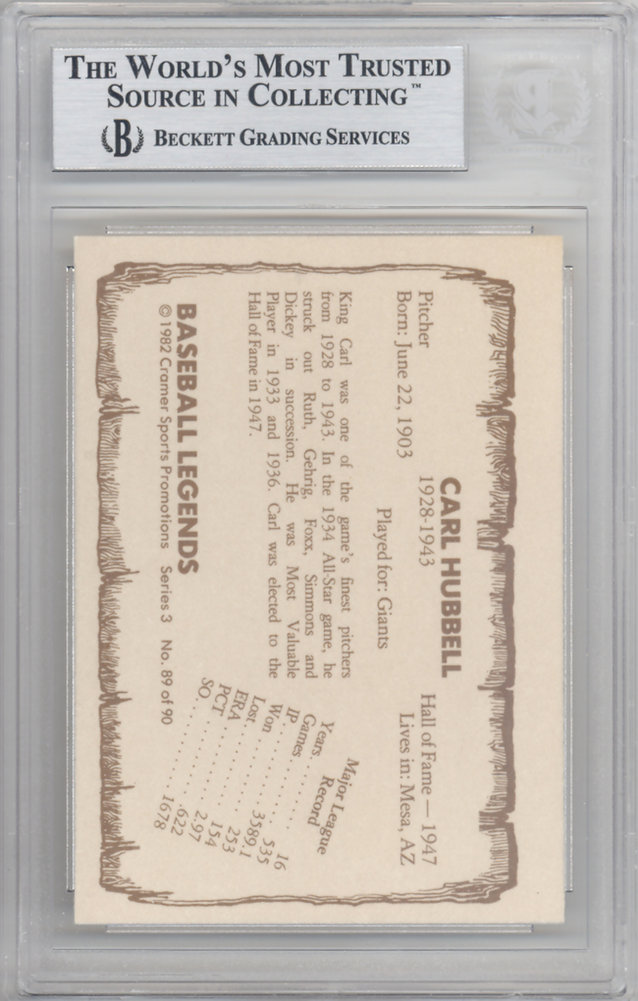 THE WORLD'S MOST TRUSTED
SOURCE IN COLLECTING™
B BECKETT GRADING SERVICES
CARL HUBBELL
Pitcher 1928-1943 Hall of Fame — 1947
Born: June 22, 1903 Lives in: Mesa, AZ
Played for: Giants
King Carl was one of the game's finest pitchers
from 1928 to 1943. In the 1934 All-Star game, he
struck out Ruth, Gehrig, Foxx, Simmons and
Dickey in succession. He was Most Valuable
Player in 1933 and 1936. Carl was elected to the
Hall of Fame in 1947.
Major League
Record
Years.......... 16
Games.......... 535
IP.......... 3589.1
Won.......... 253
Lost.......... 154
ERA.......... 2.97
PCT.......... .622
SO.......... 1678
BASEBALL LEGENDS
©1982 Cramer Sports Promotions Series 3 No. 89 of 90